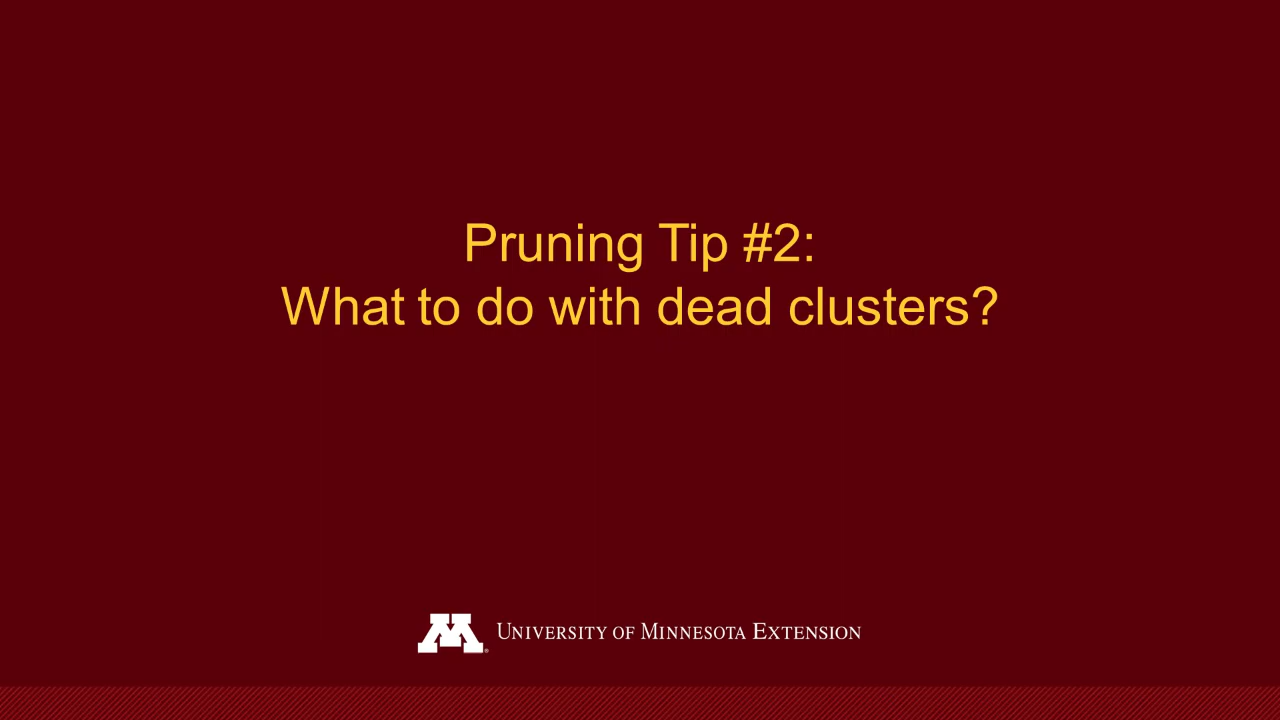 Pruning Tip #2:
What to do with dead clusters?
M UNIVERSITY OF MINNESOTA EXTENSION